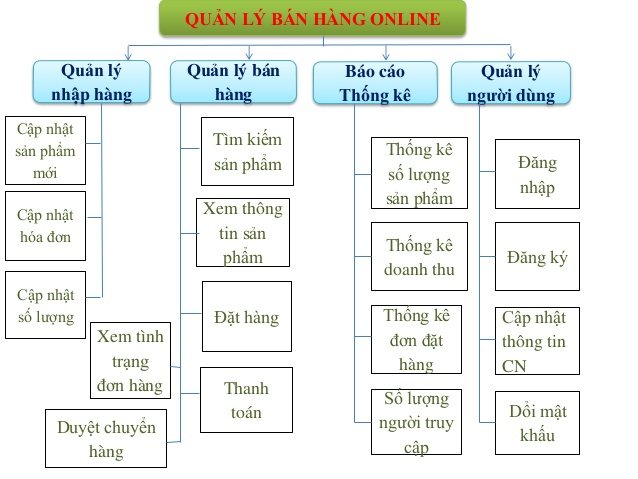 QUẢN LÝ BÁN HÀNG ONLINE
Quản lý
nhập hàng
Cập nhật
sản phẩm
mới
Cập nhật
hóa đơn
Cập nhật
số lượng
Quản lý bán
hàng
Tìm kiếm
sản phẩm
Xem thông
tin sản
phẩm
Đặt hàng
Thanh
toán
Xem tình
trạng
đơn hàng
Duyệt chuyển
hàng
Báo cáo
Thống kê
Thống kê
số lượng
sản phẩm
Thống kê
doanh thu
Thống kê
đơn đặt
hàng
Số lượng
người truy
cập
Quản lý
người dùng
Đăng
nhập
Đăng ký
Cập nhật
thông tin
CN
Dổi mật
khấu